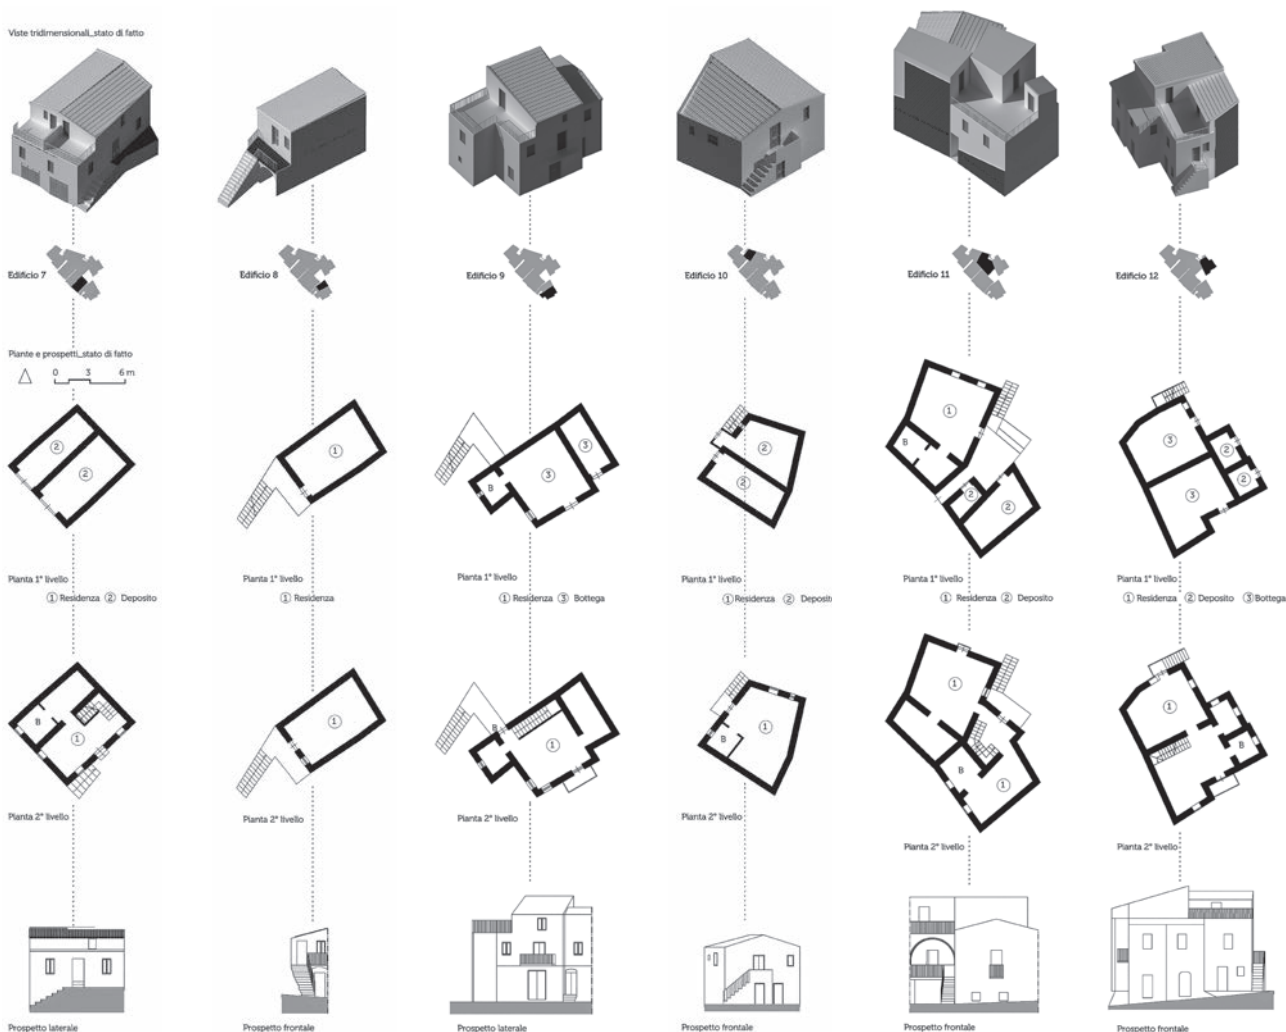 Viste tridimensionali_stato di fatto
Edificio 7
Edificio 8
Edificio 9
Edificio 10
Edificio 11
Edificio 12
Piante e prospetti_stato di fatto
0 3 6 m
2
2
1
B
3
3
2
2
1
B
2
2
3
3
2
2
Pianta 1° livello
Pianta 1° livello
Pianta 1° livello
Pianta 1° livello
Pianta 1° livello
Pianta 1° livello
1 Residenza 2 Deposito
1 Residenza
1 Residenza 3 Bottega
1 Residenza 2 Deposito
1 Residenza 2 Deposito
1 Residenza 2 Deposito 3 Bottega
B
1
1
B
1
B
1
1
B
1
1
B
Pianta 2° livello
Pianta 2° livello
Pianta 2° livello
Pianta 2° livello
Pianta 2° livello
Pianta 2° livello
Prospetto laterale
Prospetto frontale
Prospetto laterale
Prospetto frontale
Prospetto frontale
Prospetto frontale